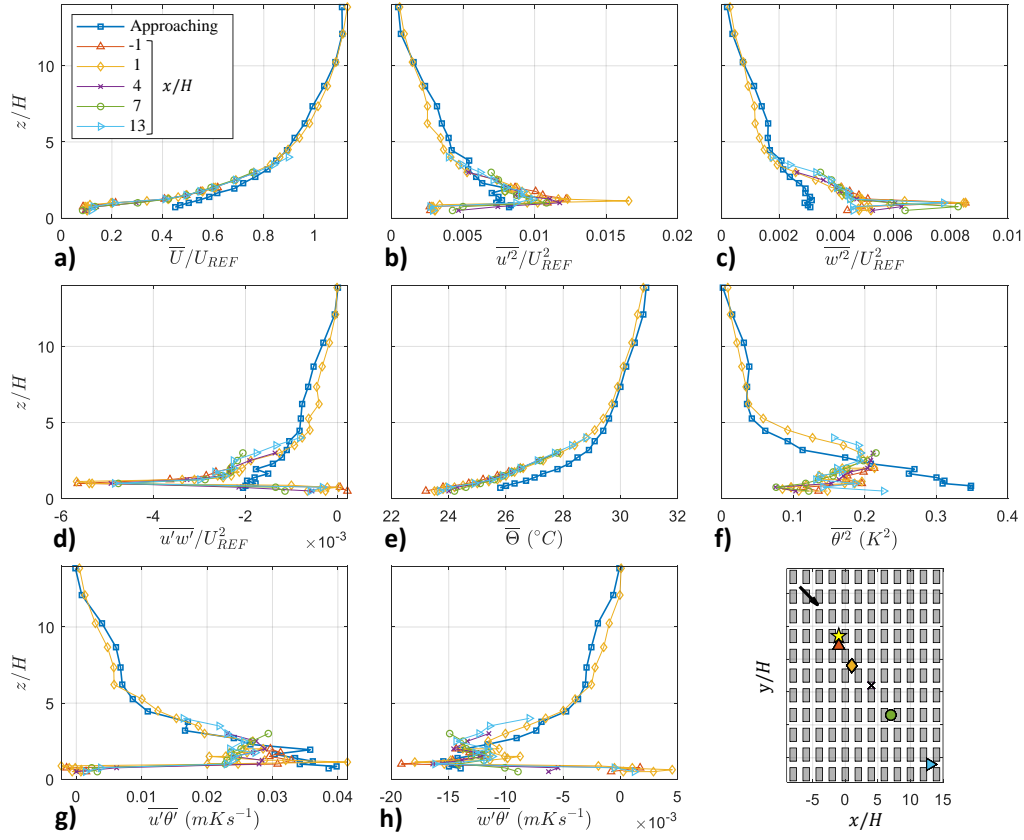 Approaching
-1
1
4
7
13
x/H
z/H
10
5
0
0
0.2
0.4
0.6
0.8
1
a)
U̅/U_REF
0
0.005
0.01
0.015
0.02
b)
u'²/U²_REF
0
0.002
0.004
0.006
0.008
0.01
c)
w'²/U²_REF
z/H
10
5
0
-6
-4
-2
0
×10⁻³
d)
u'w'/U²_REF
22
24
26
28
30
32
e)
Θ̅ (°C)
0
0.1
0.2
0.3
0.4
f)
θ'² (K²)
z/H
10
5
0
0
0.01
0.02
0.03
0.04
g)
u'θ' (mKs⁻¹)
-20
-15
-10
-5
0
5
×10⁻³
h)
w'θ' (mKs⁻¹)
y/H
-5
0
5
10
15
x/H